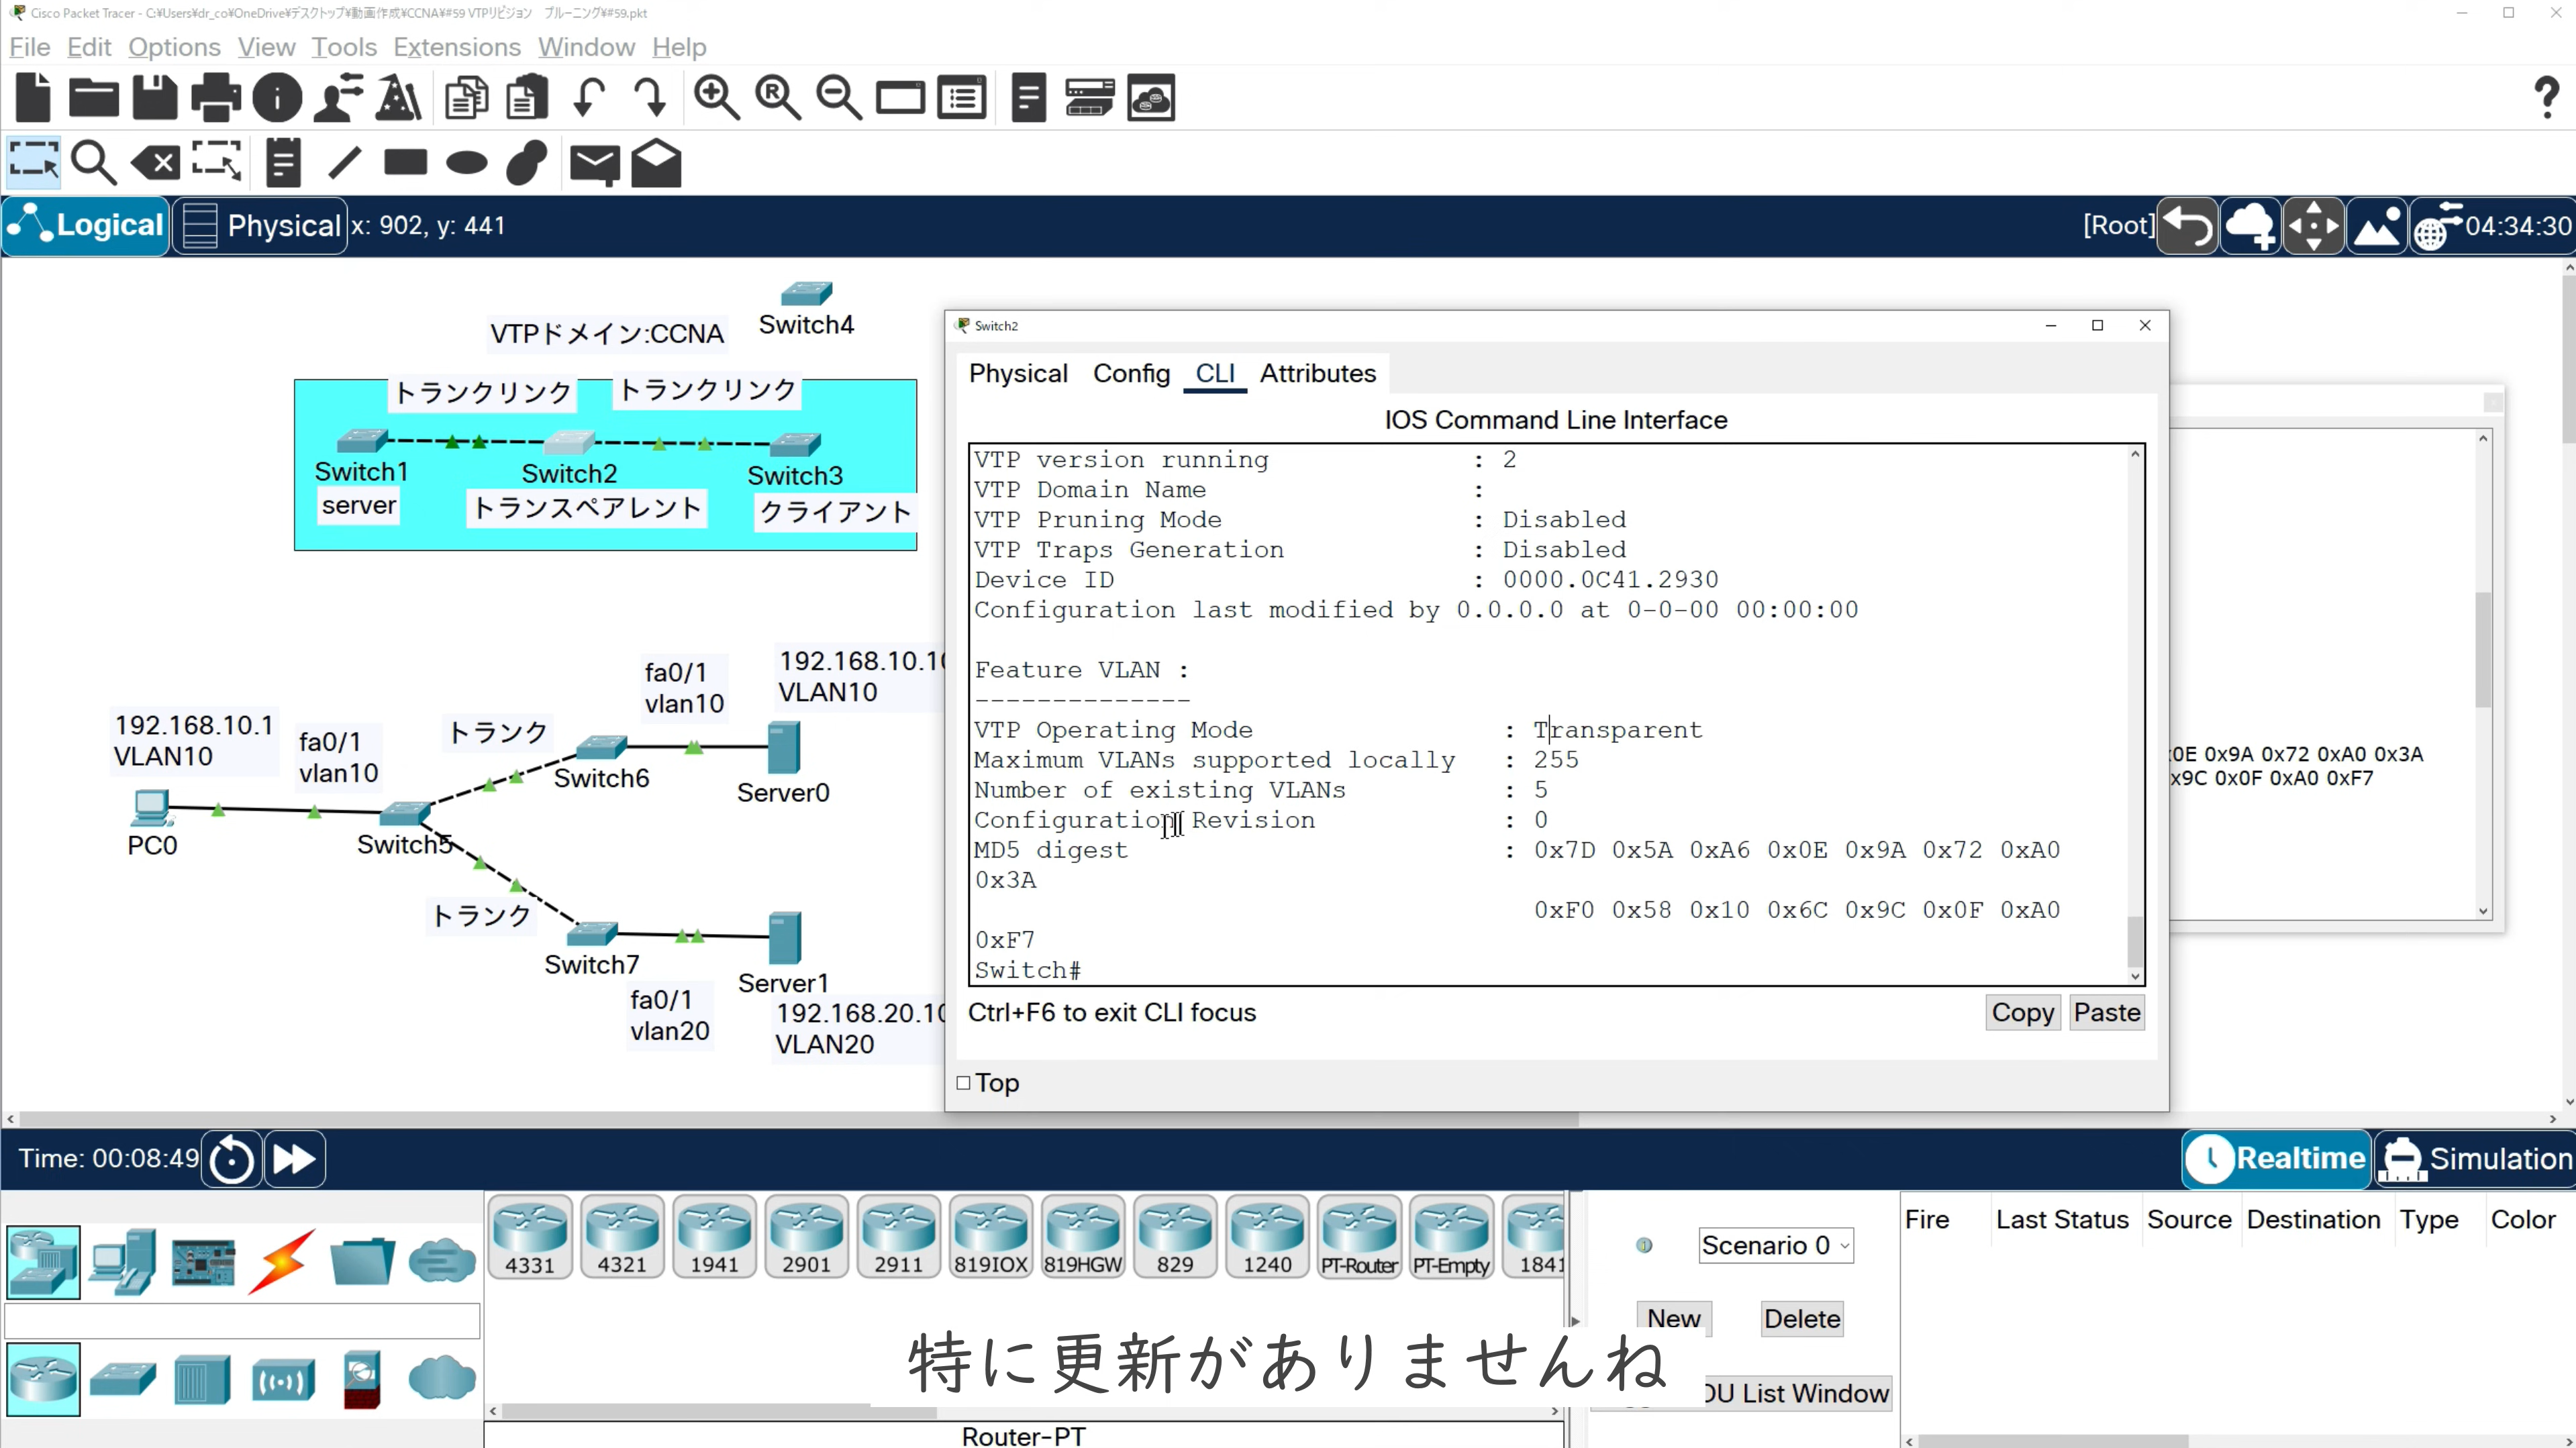 Cisco Packet Tracer - C:¥Users¥dr_co¥OneDrive¥デスクトップ¥動画作成¥CCNA¥#59 VTPリビジョン　プルーニング¥#59.pkt
File Edit Options View Tools Extensions Window Help
Logical Physical x: 902, y: 441 [Root] 04:34:30
Switch4
VTPドメイン:CCNA
トランクリンク トランクリンク
Switch1 Switch2 Switch3
server トランスペアレント クライアント
192.168.10.1
VLAN10
fa0/1
vlan10
トランク
fa0/1
vlan10
192.168.10.10
VLAN10
PC0
Switch5
Switch6
Server0
トランク
Switch7
Server1
fa0/1
vlan20
192.168.20.10
VLAN20
Switch2
Physical Config CLI Attributes
IOS Command Line Interface
VTP version running : 2
VTP Domain Name :
VTP Pruning Mode : Disabled
VTP Traps Generation : Disabled
Device ID : 0000.0C41.2930
Configuration last modified by 0.0.0.0 at 0-0-00 00:00:00
Feature VLAN :
--------------
VTP Operating Mode : Transparent
Maximum VLANs supported locally : 255
Number of existing VLANs : 5
Configuration Revision : 0
MD5 digest : 0x7D 0x5A 0xA6 0x0E 0x9A 0x72 0xA0
0x3A
0xF0 0x58 0x10 0x6C 0x9C 0x0F 0xA0
0xF7
Switch#
Ctrl+F6 to exit CLI focus Copy Paste
Top
0E 0x9A 0x72 0xA0 0x3A
x9C 0x0F 0xA0 0xF7
Time: 00:08:49 Realtime Simulation
4331 4321 1941 2901 2911 819IOX 819HGW 829 1240 PT-Router PT-Empty 1841
Scenario 0
New Delete
DU List Window
Fire Last Status Source Destination Type Color
特に更新がありませんね
Router-PT